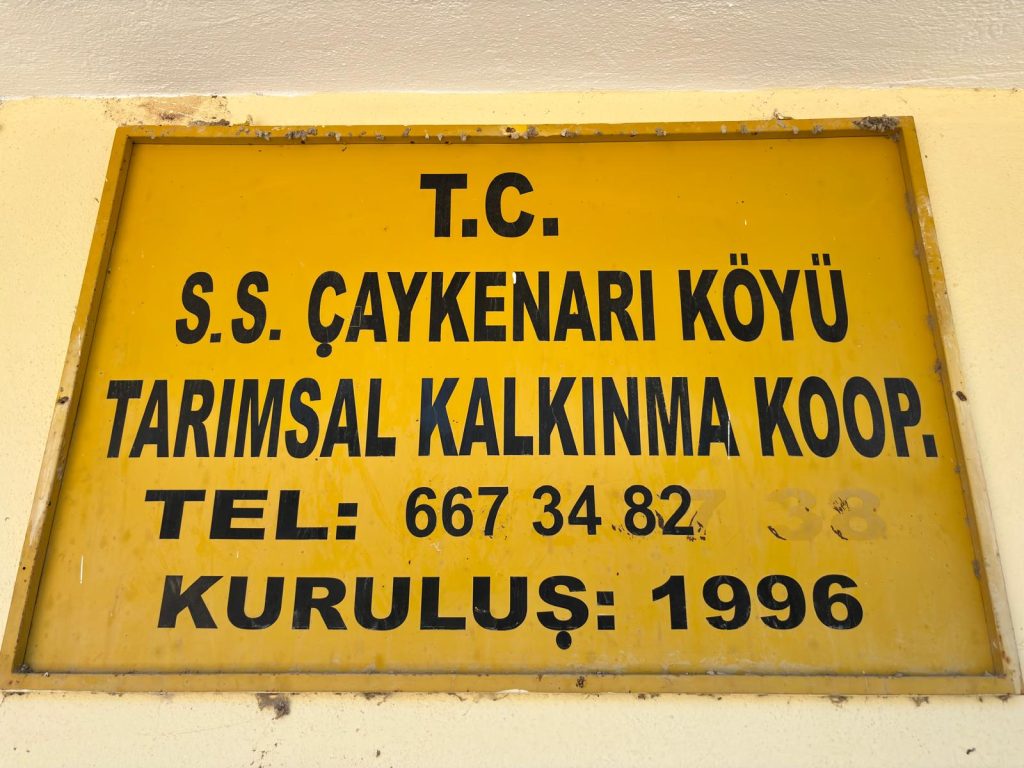 T.C.
S.S. ÇAYKENARI KÖYÜ
TARIMSAL KALKINMA KOOP.
TEL: 667 34 82
KURULUŞ: 1996